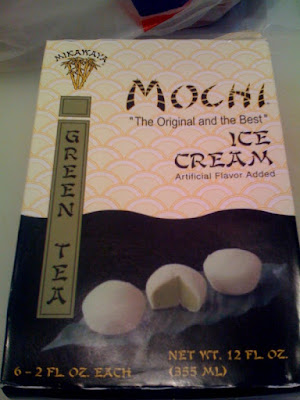 MIKAWAYA
MOCHI
"The Original and the Best"
ICE
CREAM
Artificial Flavor Added
GREEN TEA
6 - 2 FL. OZ. EACH
NET WT. 12 FL. OZ.
(355 ML)